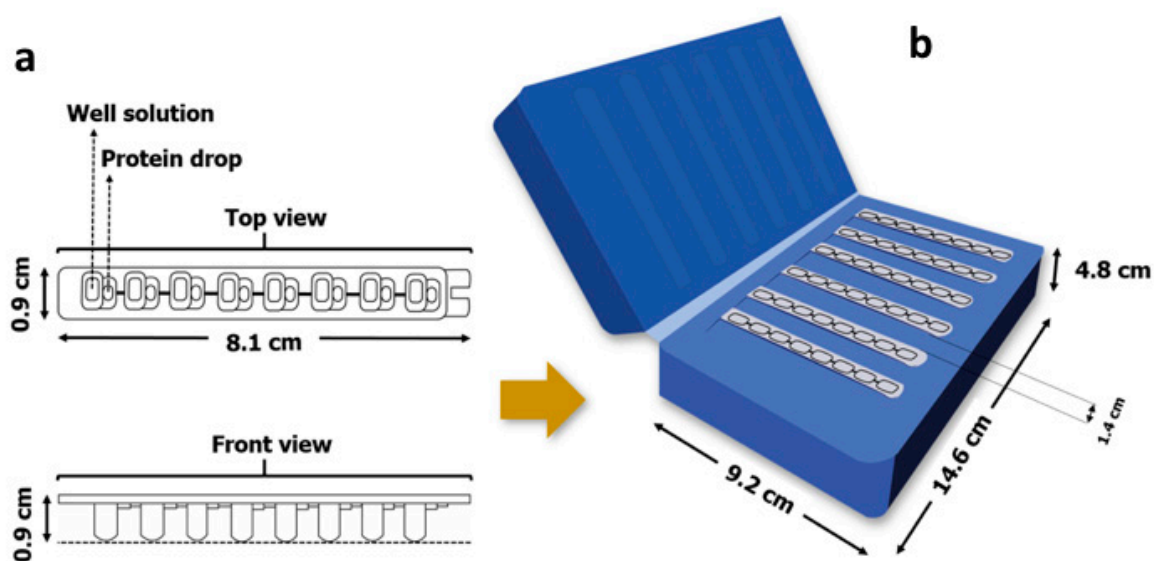 a
Well solution
Protein drop
Top view
0.9 cm
8.1 cm
Front view
0.9 cm
b
4.8 cm
1.4 cm
14.6 cm
9.2 cm